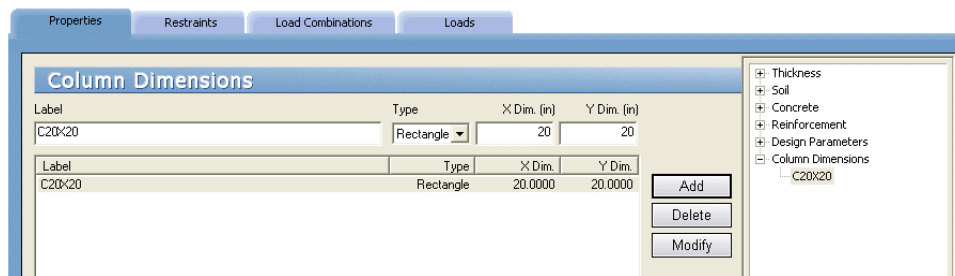 Properties Restraints Load Combinations Loads
Column Dimensions
Label Type X Dim. (in) Y Dim. (in)
C20X20 Rectangle 20 20
Label Type X Dim. Y Dim.
C20X20 Rectangle 20.0000 20.0000
Add
Delete
Modify
Thickness
Soil
Concrete
Reinforcement
Design Parameters
Column Dimensions
C20X20